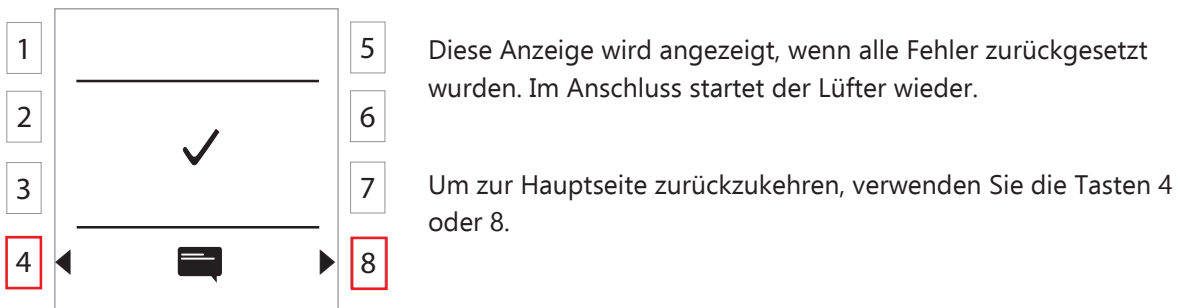 1
2
3
4
5
6
7
8
Diese Anzeige wird angezeigt, wenn alle Fehler zurückgesetzt
wurden. Im Anschluss startet der Lüfter wieder.
Um zur Hauptseite zurückzukehren, verwenden Sie die Tasten 4
oder 8.